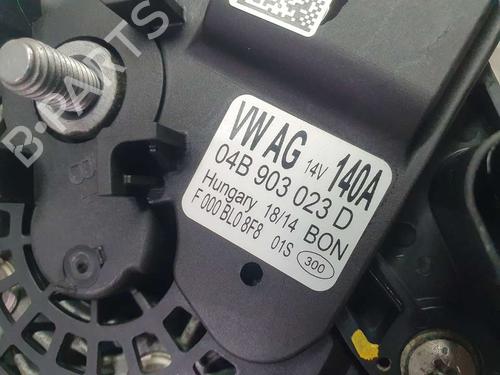 B-PARTS
VW AG 14V 140A
04B 903 023 D
Hungary 18/14 BON
F 000 BL0 8F8 01S 300